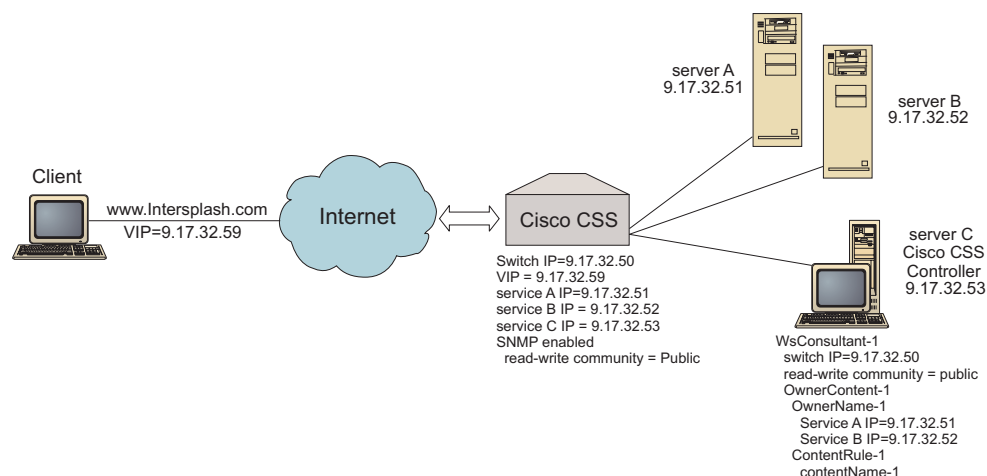 Client
www.Intersplash.com
VIP=9.17.32.59
Internet
Cisco CSS
Switch IP=9.17.32.50
VIP = 9.17.32.59
service A IP=9.17.32.51
service B IP = 9.17.32.52
service C IP = 9.17.32.53
SNMP enabled
read-write community = Public
server A
9.17.32.51
server B
9.17.32.52
server C
Cisco CSS
Controller
9.17.32.53
WsConsultant-1
switch IP=9.17.32.50
read-write community = public
OwnerContent-1
OwnerName-1
Service A IP=9.17.32.51
Service B IP=9.17.32.52
ContentRule-1
contentName-1